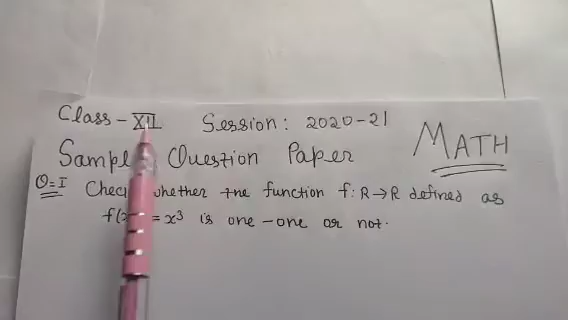 Class - XII Session: 2020-21
Sample Question Paper MATH
Q=I Check whether the function f: R→R defined as
f(x) = x³ is one-one or not.